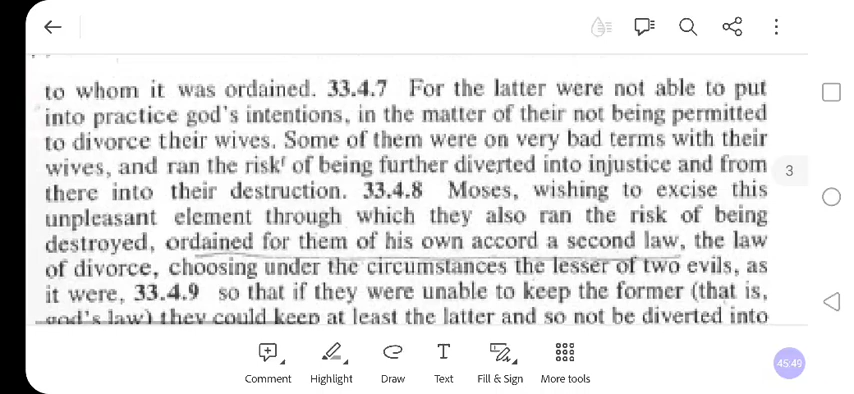 to whom it was ordained. 33.4.7 For the latter were not able to put
into practice god's intentions, in the matter of their not being permitted
to divorce their wives. Some of them were on very bad terms with their
wives, and ran the riskʳ of being further diverted into injustice and from
there into their destruction. 33.4.8 Moses, wishing to excise this
unpleasant element through which they also ran the risk of being
destroyed, ordained for them of his own accord a second law, the law
of divorce, choosing under the circumstances the lesser of two evils, as
it were, 33.4.9 so that if they were unable to keep the former (that is,
god's law) they could keep at least the latter and so not be diverted into
3
Comment Highlight Draw Text Fill & Sign More tools
45:49